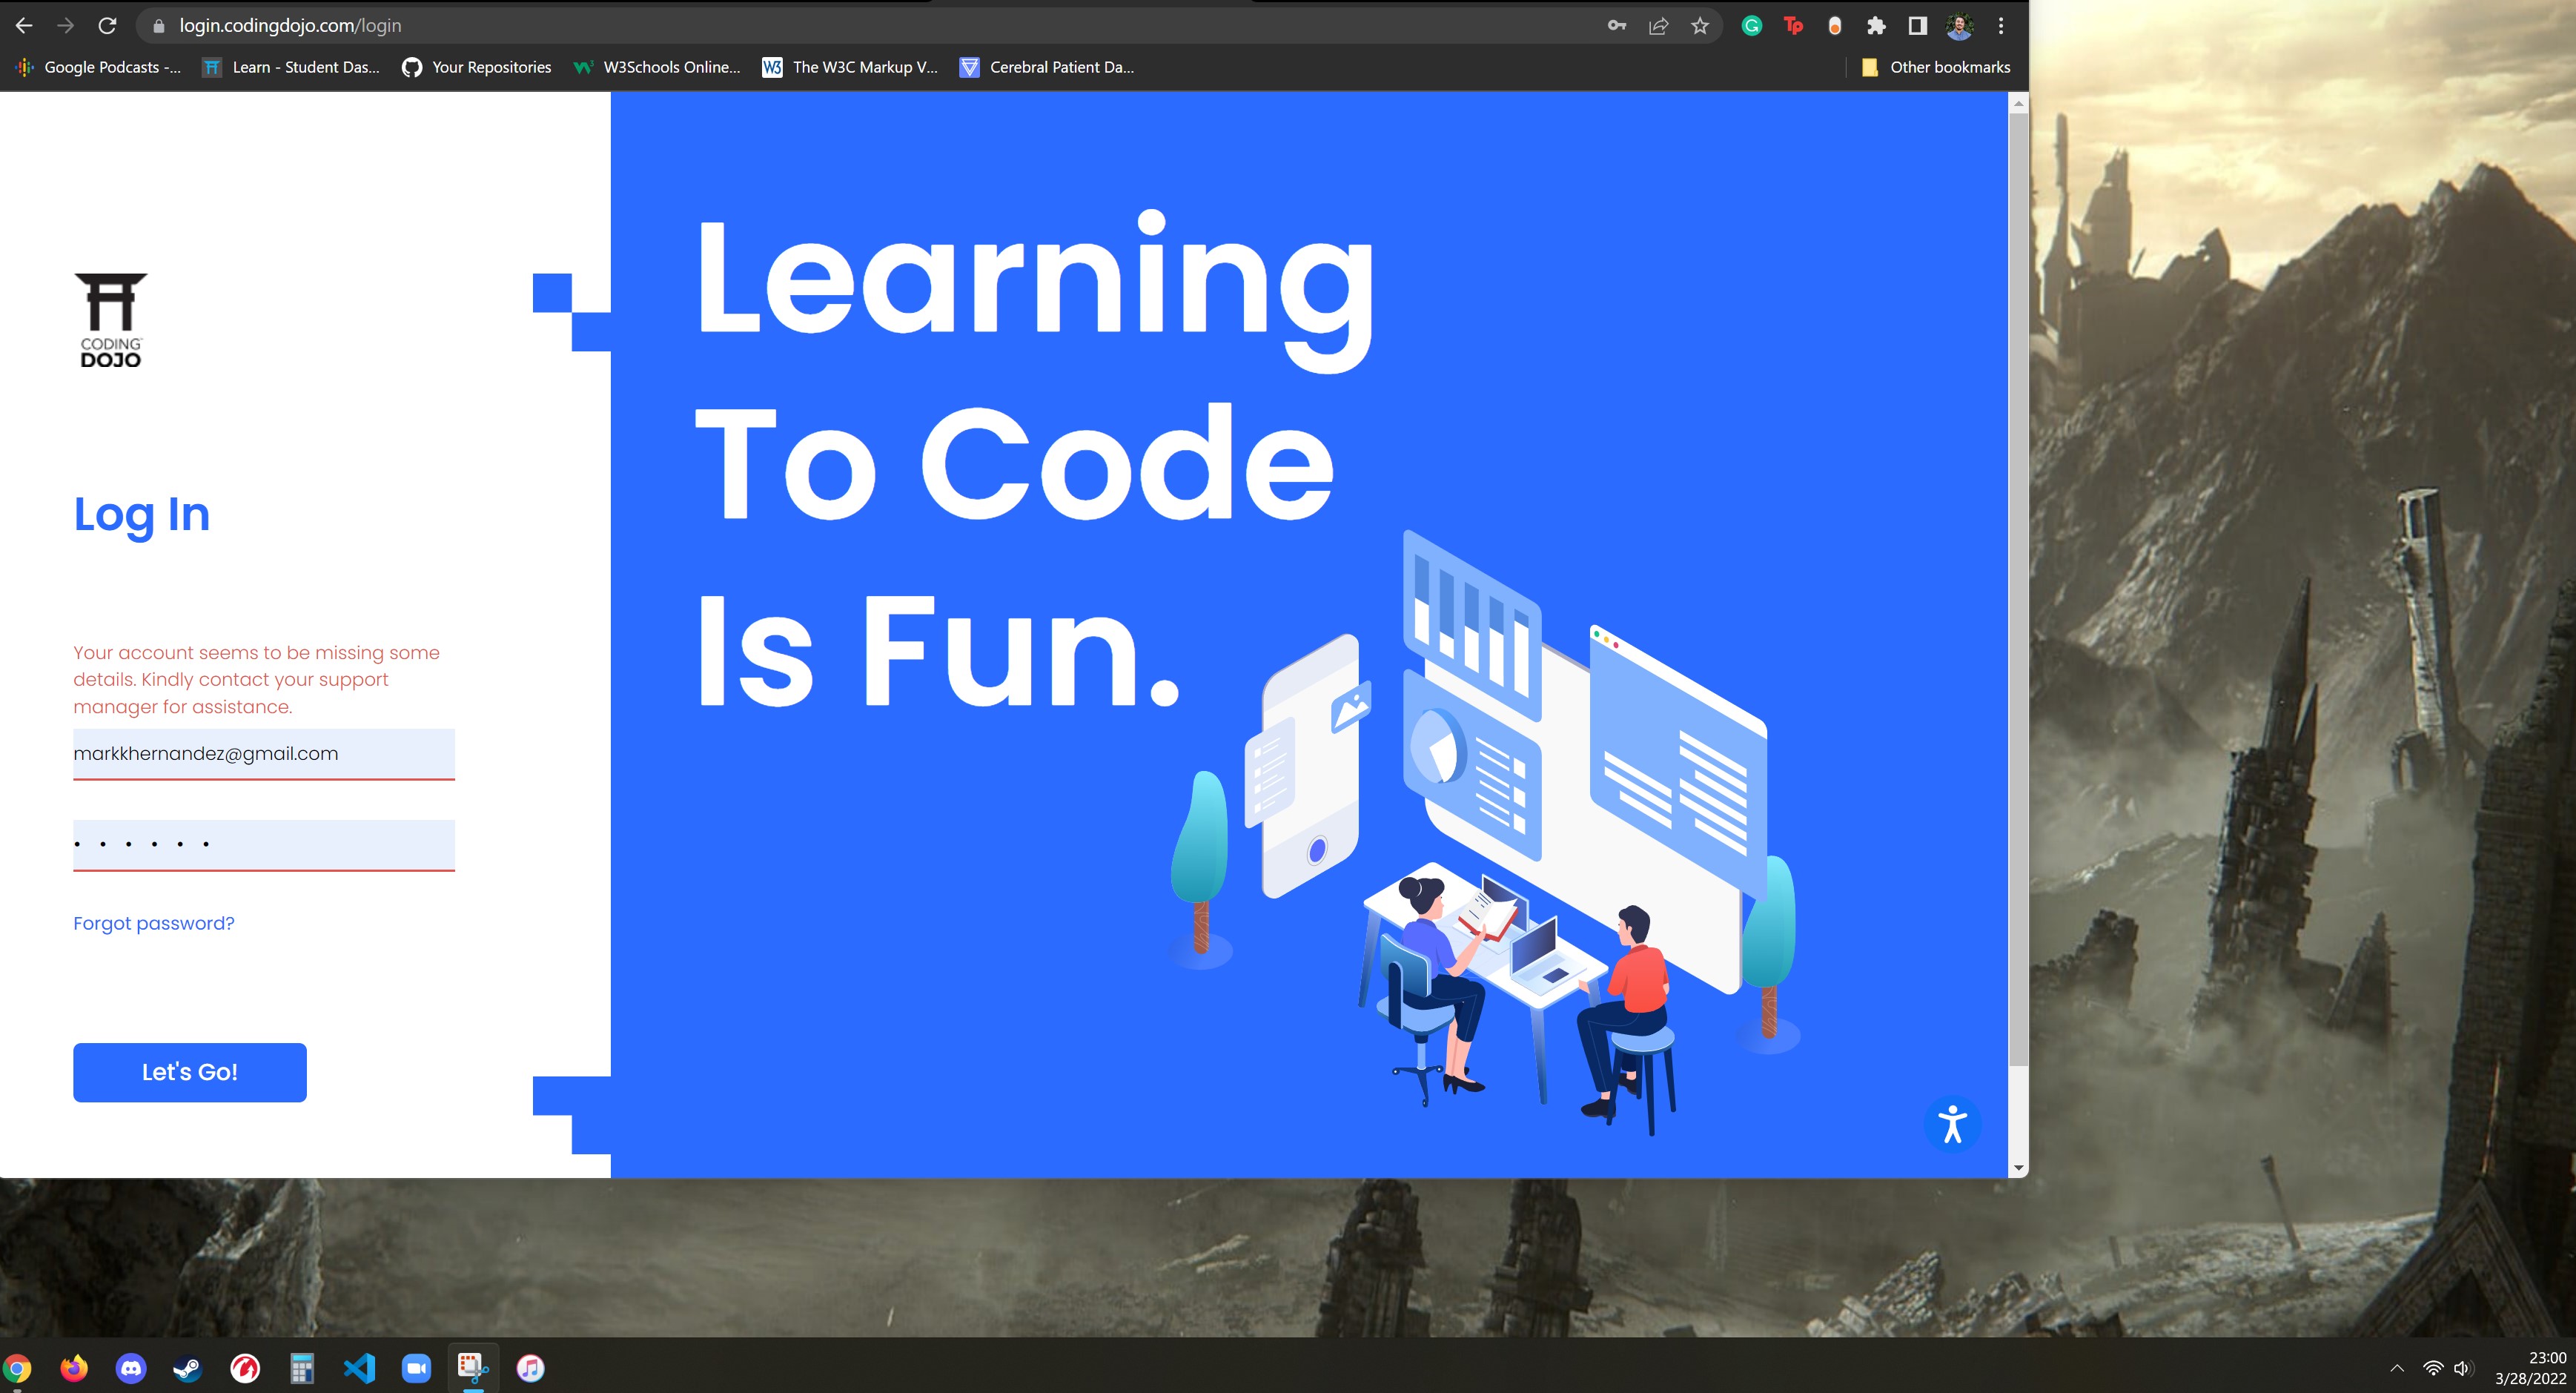 login.codingdojo.com/login
Google Podcasts -...
Learn - Student Das...
Your Repositories
W3Schools Online...
The W3C Markup V...
Cerebral Patient Da...
Other bookmarks
CODING
DOJO
Log In
Your account seems to be missing some
details. Kindly contact your support
manager for assistance.
markkhernandez@gmail.com
Forgot password?
Let's Go!
Learning
To Code
Is Fun.
23:00
3/28/2022